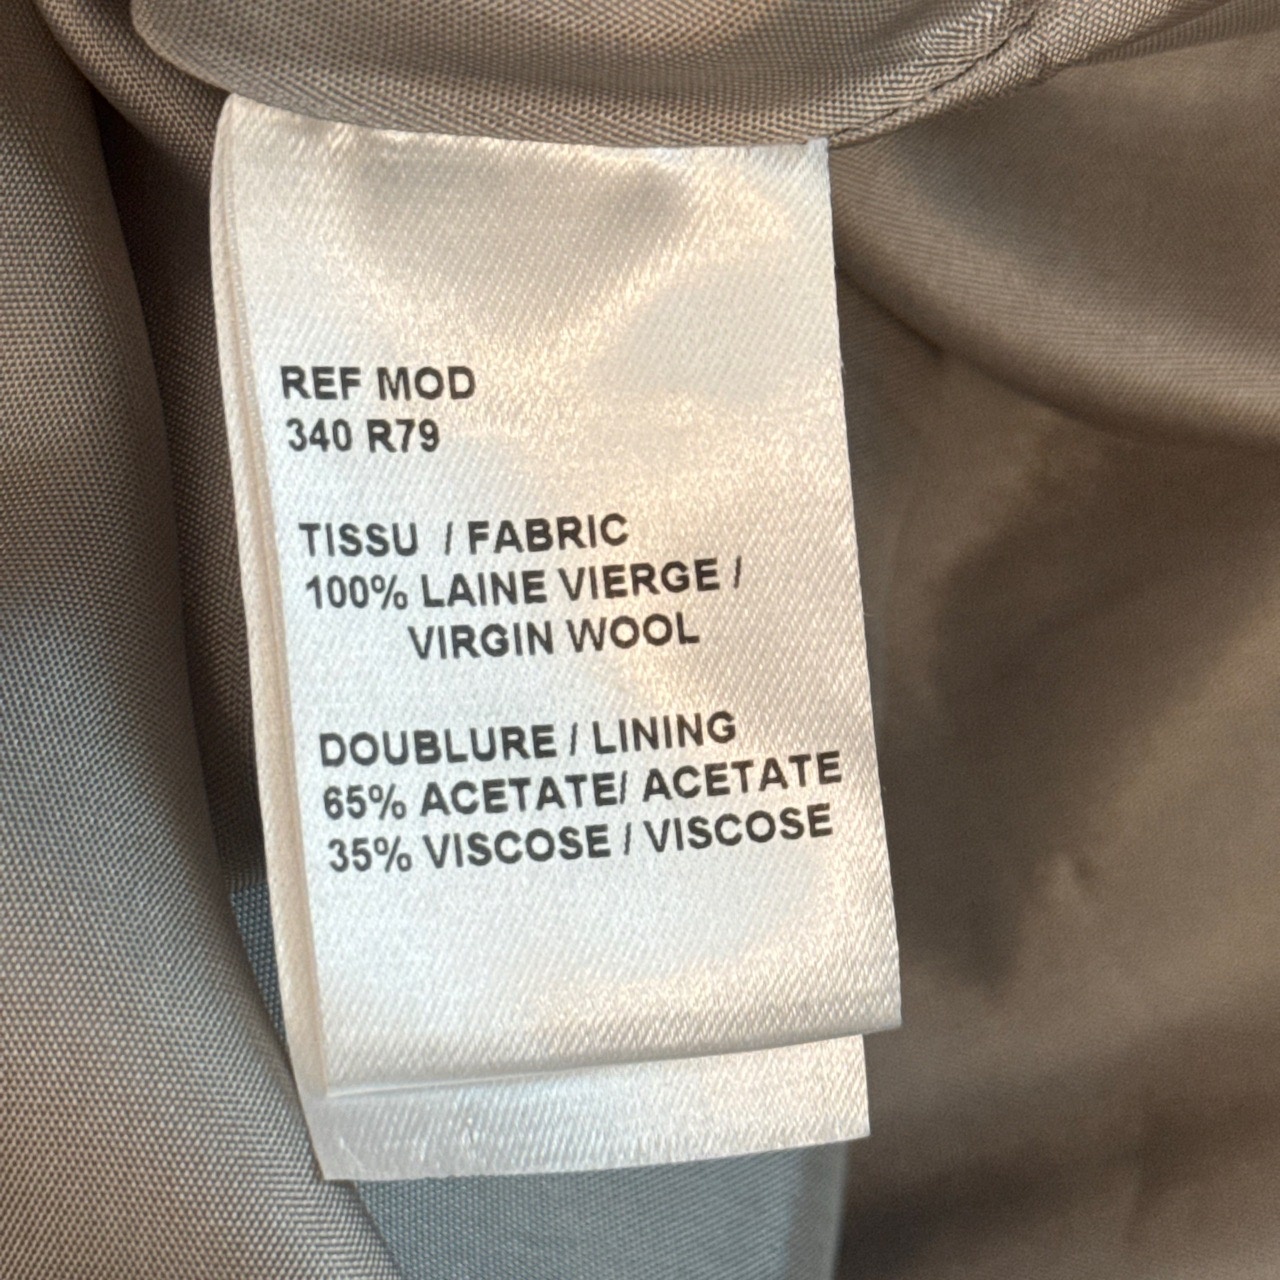 REF MOD
340 R79
TISSU / FABRIC
100% LAINE VIERGE /
VIRGIN WOOL
DOUBLURE / LINING
65% ACETATE/ ACETATE
35% VISCOSE / VISCOSE